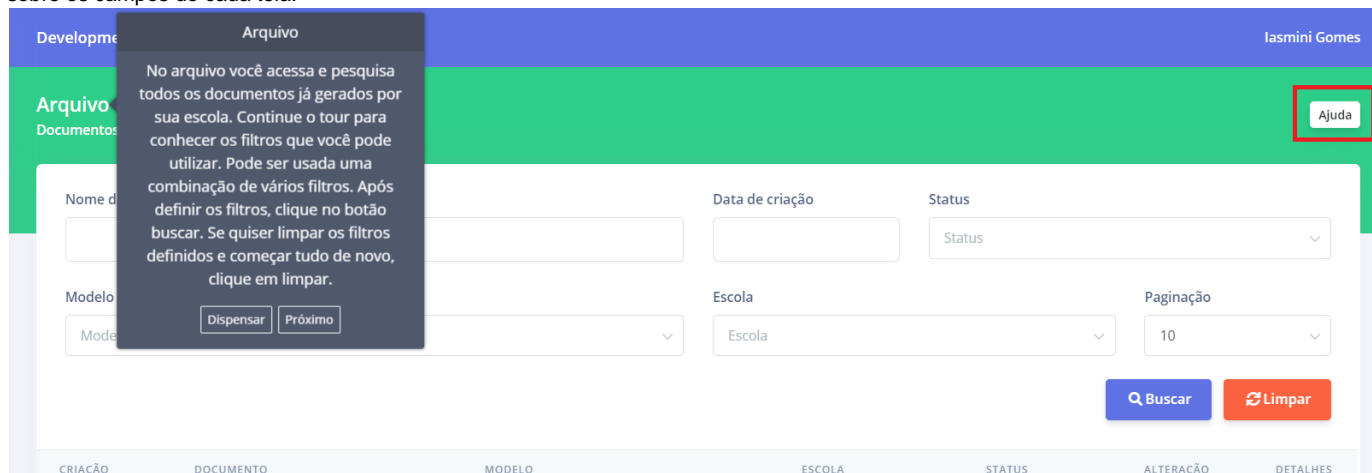 Developme
Arquivo
Iasmini Gomes
Arquivo
Documentos
No arquivo você acessa e pesquisa
todos os documentos já gerados por
sua escola. Continue o tour para
conhecer os filtros que você pode
utilizar. Pode ser usada uma
combinação de vários filtros. Após
definir os filtros, clique no botão
buscar. Se quiser limpar os filtros
definidos e começar tudo de novo,
clique em limpar.
Dispensar Próximo
Ajuda
Nome d
Data de criação
Status
Status
Modelo
Mode
Escola
Escola
Paginação
10
Buscar
Limpar
CRIAÇÃO DOCUMENTO MODELO ESCOLA STATUS ALTERAÇÃO DETALHES